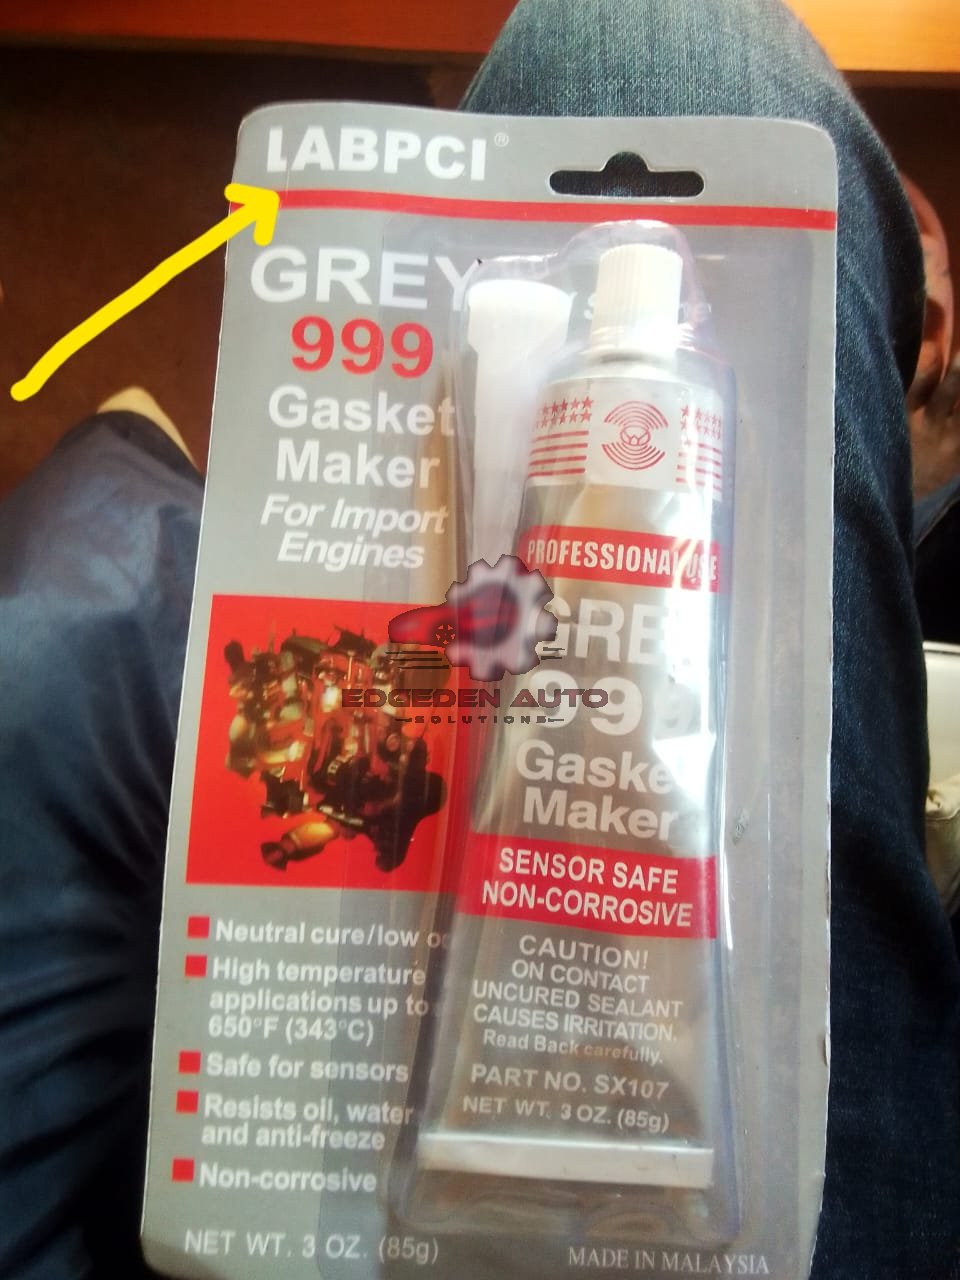 LABPCI®
GREY
999
Gasket
Maker
For Import
Engines
Neutral cure/low
High temperature
applications up to
650°F (343°C)
Safe for sensors
Resists oil, water
and anti-freeze
Non-corrosive
NET WT. 3 OZ. (85g)
MADE IN MALAYSIA
PROFESSIONAL USE
GRE
999
Gasket
Maker
SENSOR SAFE
NON-CORROSIVE
CAUTION!
ON CONTACT
UNCURED SEALANT
CAUSES IRRITATION.
Read Back carefully.
PART NO. SX107
NET WT. 3 OZ. (85g)
EDGEDEN AUTO
SOLUTIONS